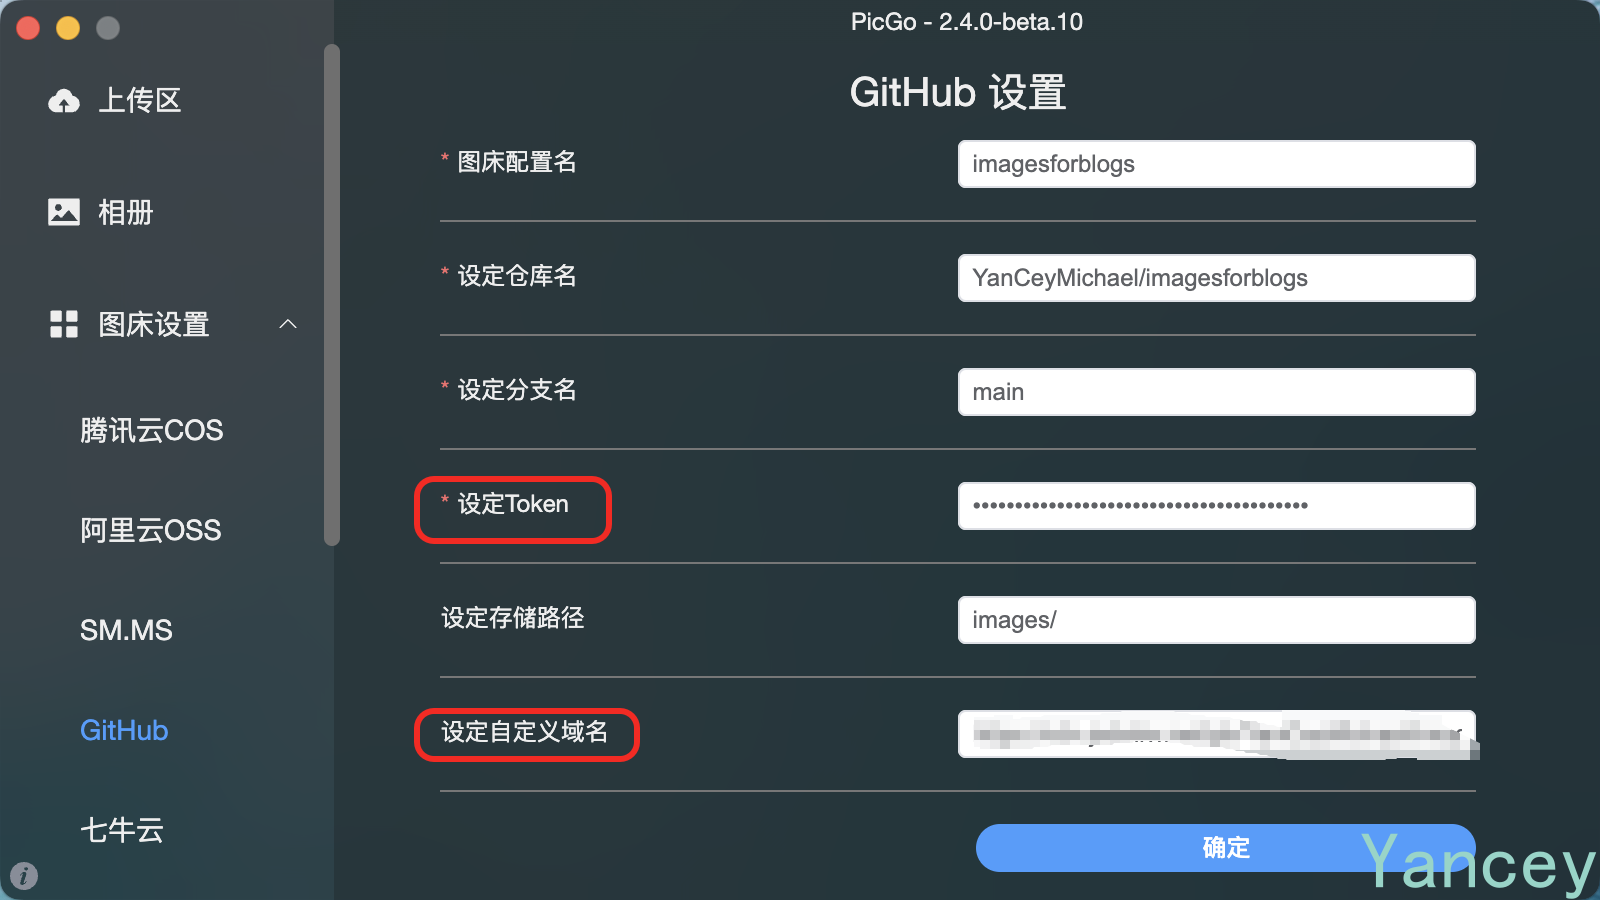 PicGo - 2.4.0-beta.10
上传区
相册
图床设置
腾讯云COS
阿里云OSS
SM.MS
GitHub
七牛云
GitHub 设置
* 图床配置名
imagesforblogs
* 设定仓库名
YanCeyMichael/imagesforblogs
* 设定分支名
main
* 设定Token
设定存储路径
images/
设定自定义域名
确定
Yancey